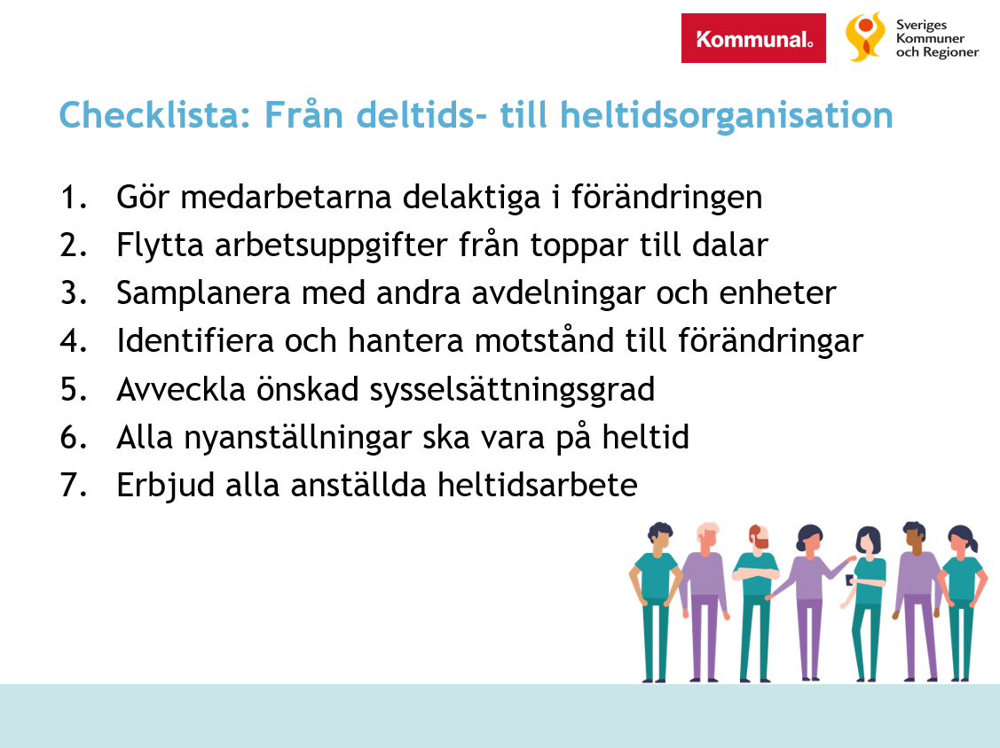 Kommunal.
Sveriges
Kommuner
och Regioner
Checklista: Från deltids- till heltidsorganisation
1. Gör medarbetarna delaktiga i förändringen
2. Flytta arbetsuppgifter från toppar till dalar
3. Samplanera med andra avdelningar och enheter
4. Identifiera och hantera motstånd till förändringar
5. Avveckla önskad sysselsättningsgrad
6. Alla nyanställningar ska vara på heltid
7. Erbjud alla anställda heltidsarbete